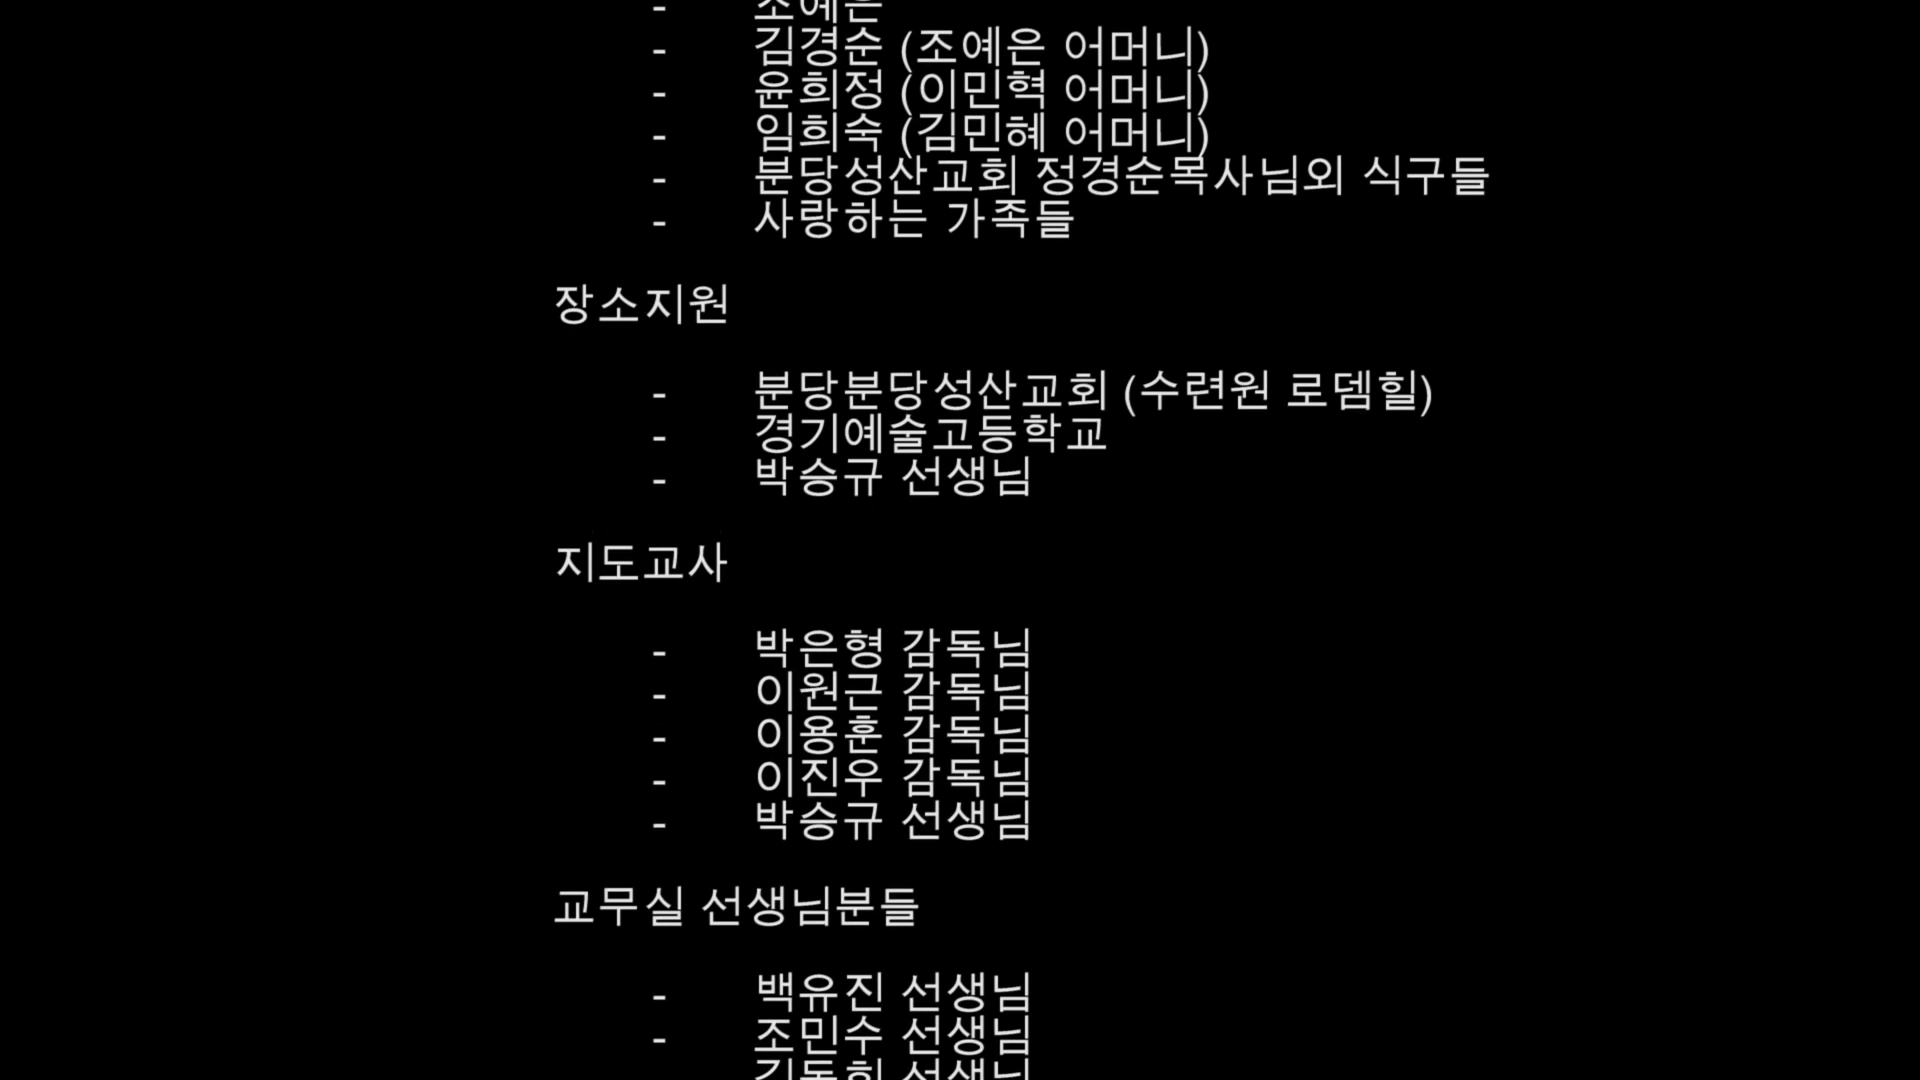 - 조예은
- 김경순 (조예은 어머니)
- 윤희정 (이민혁 어머니)
- 임희숙 (김민혜 어머니)
- 분당성산교회 정경순목사님외 식구들
- 사랑하는 가족들
장소지원
- 분당분당성산교회 (수련원 로뎀힐)
- 경기예술고등학교
- 박승규 선생님
지도교사
- 박은형 감독님
- 이원근 감독님
- 이용훈 감독님
- 이진우 감독님
- 박승규 선생님
교무실 선생님분들
- 백유진 선생님
- 조민수 선생님
선생님